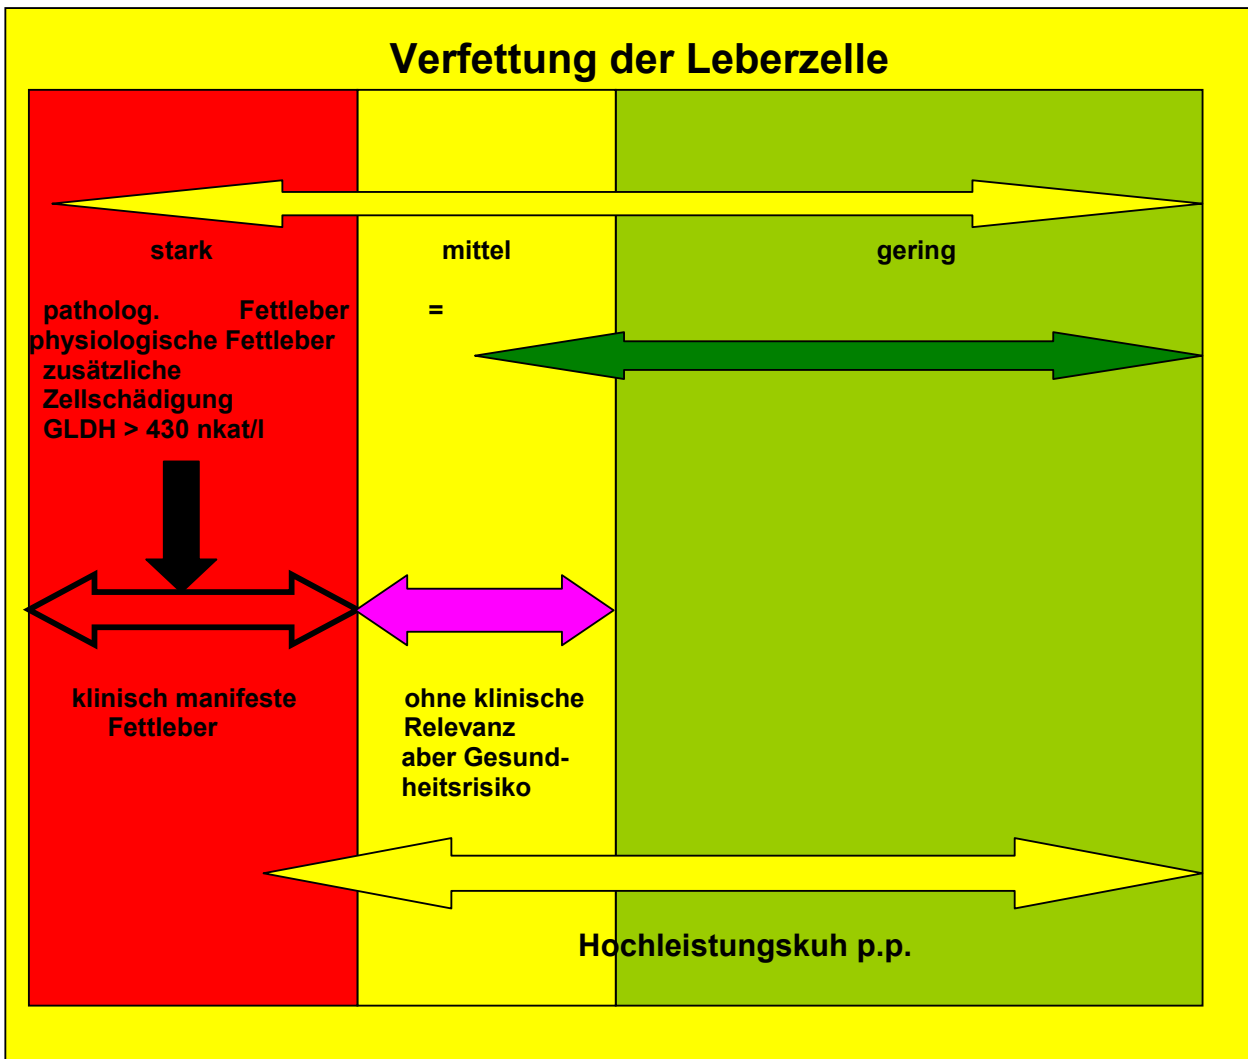 Verfettung der Leberzelle
stark mittel gering
patholog. Fettleber =
physiologische Fettleber
zusätzliche
Zellschädigung
GLDH > 430 nkat/l
klinisch manifeste
Fettleber
ohne klinische
Relevanz
aber Gesund-
heitsrisiko
Hochleistungskuh p.p.